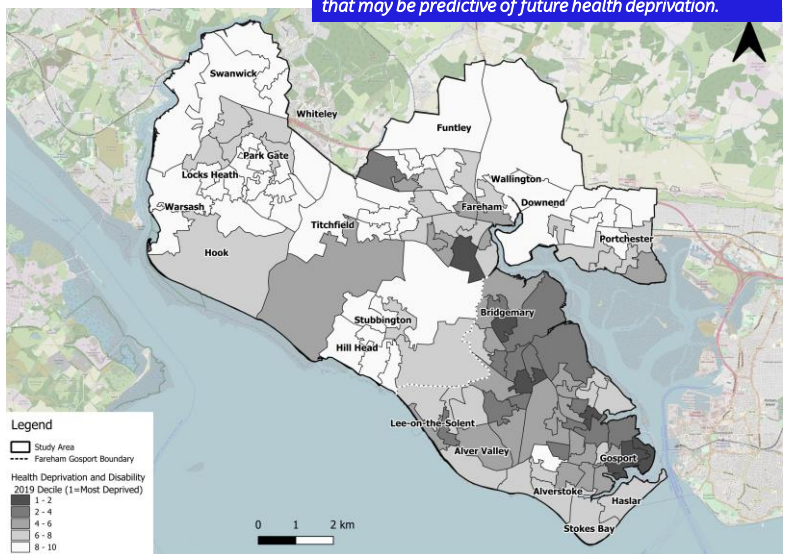 that may be predictive of future health deprivation.
Swanwick
Whiteley
Funtley
Park Gate
Locks Heath
Wallington
Warsash
Fareham
Downend
Titchfield
Portchester
Hook
Bridgemary
Stubbington
Hill Head
Legend
Study Area
Fareham Gosport Boundary
Health Deprivation and Disability
2019 Decile (1=Most Deprived)
1 - 2
2 - 4
4 - 6
6 - 8
8 - 10
Lee-on-the-Solent
Alver Valley
Gosport
Alverstoke
Haslar
Stokes Bay
0 1 2 km